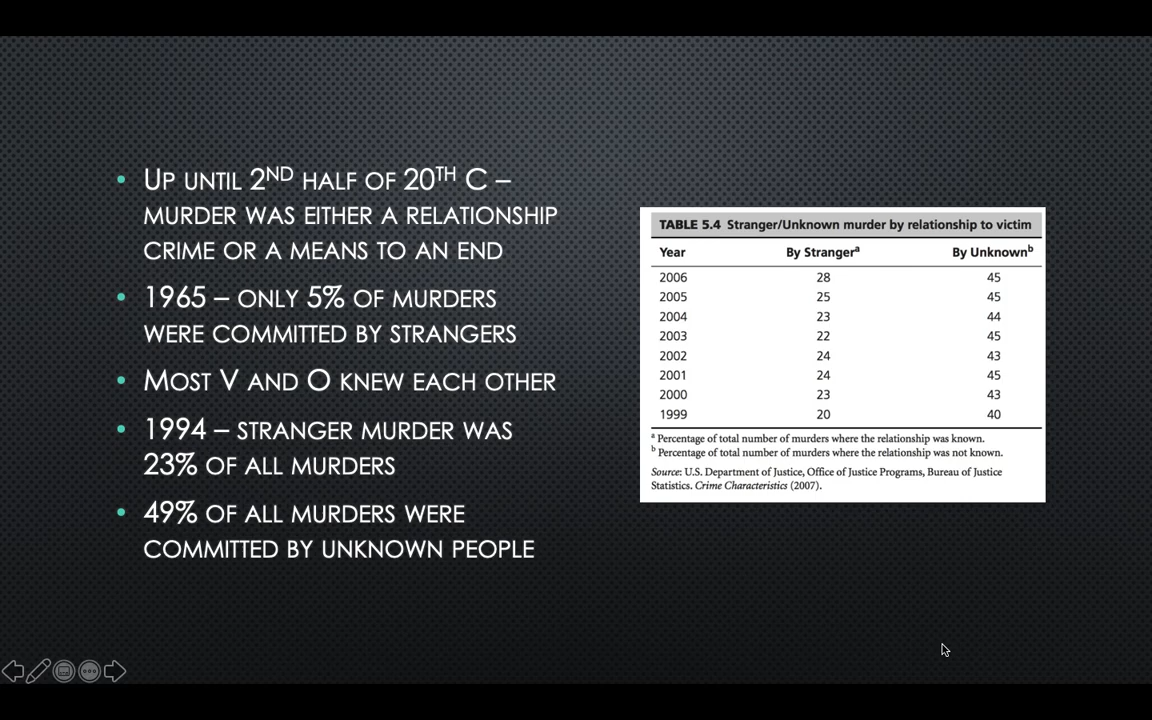 UP UNTIL 2ND HALF OF 20TH C –
MURDER WAS EITHER A RELATIONSHIP
CRIME OR A MEANS TO AN END
1965 – ONLY 5% OF MURDERS
WERE COMMITTED BY STRANGERS
MOST V AND O KNEW EACH OTHER
1994 – STRANGER MURDER WAS
23% OF ALL MURDERS
49% OF ALL MURDERS WERE
COMMITTED BY UNKNOWN PEOPLE
TABLE 5.4 Stranger/Unknown murder by relationship to victim
Year By Strangera By Unknownb
2006 28 45
2005 25 45
2004 23 44
2003 22 45
2002 24 43
2001 24 45
2000 23 43
1999 20 40
a Percentage of total number of murders where the relationship was known.
b Percentage of total number of murders where the relationship was not known.
Source: U.S. Department of Justice, Office of Justice Programs, Bureau of Justice
Statistics. Crime Characteristics (2007).